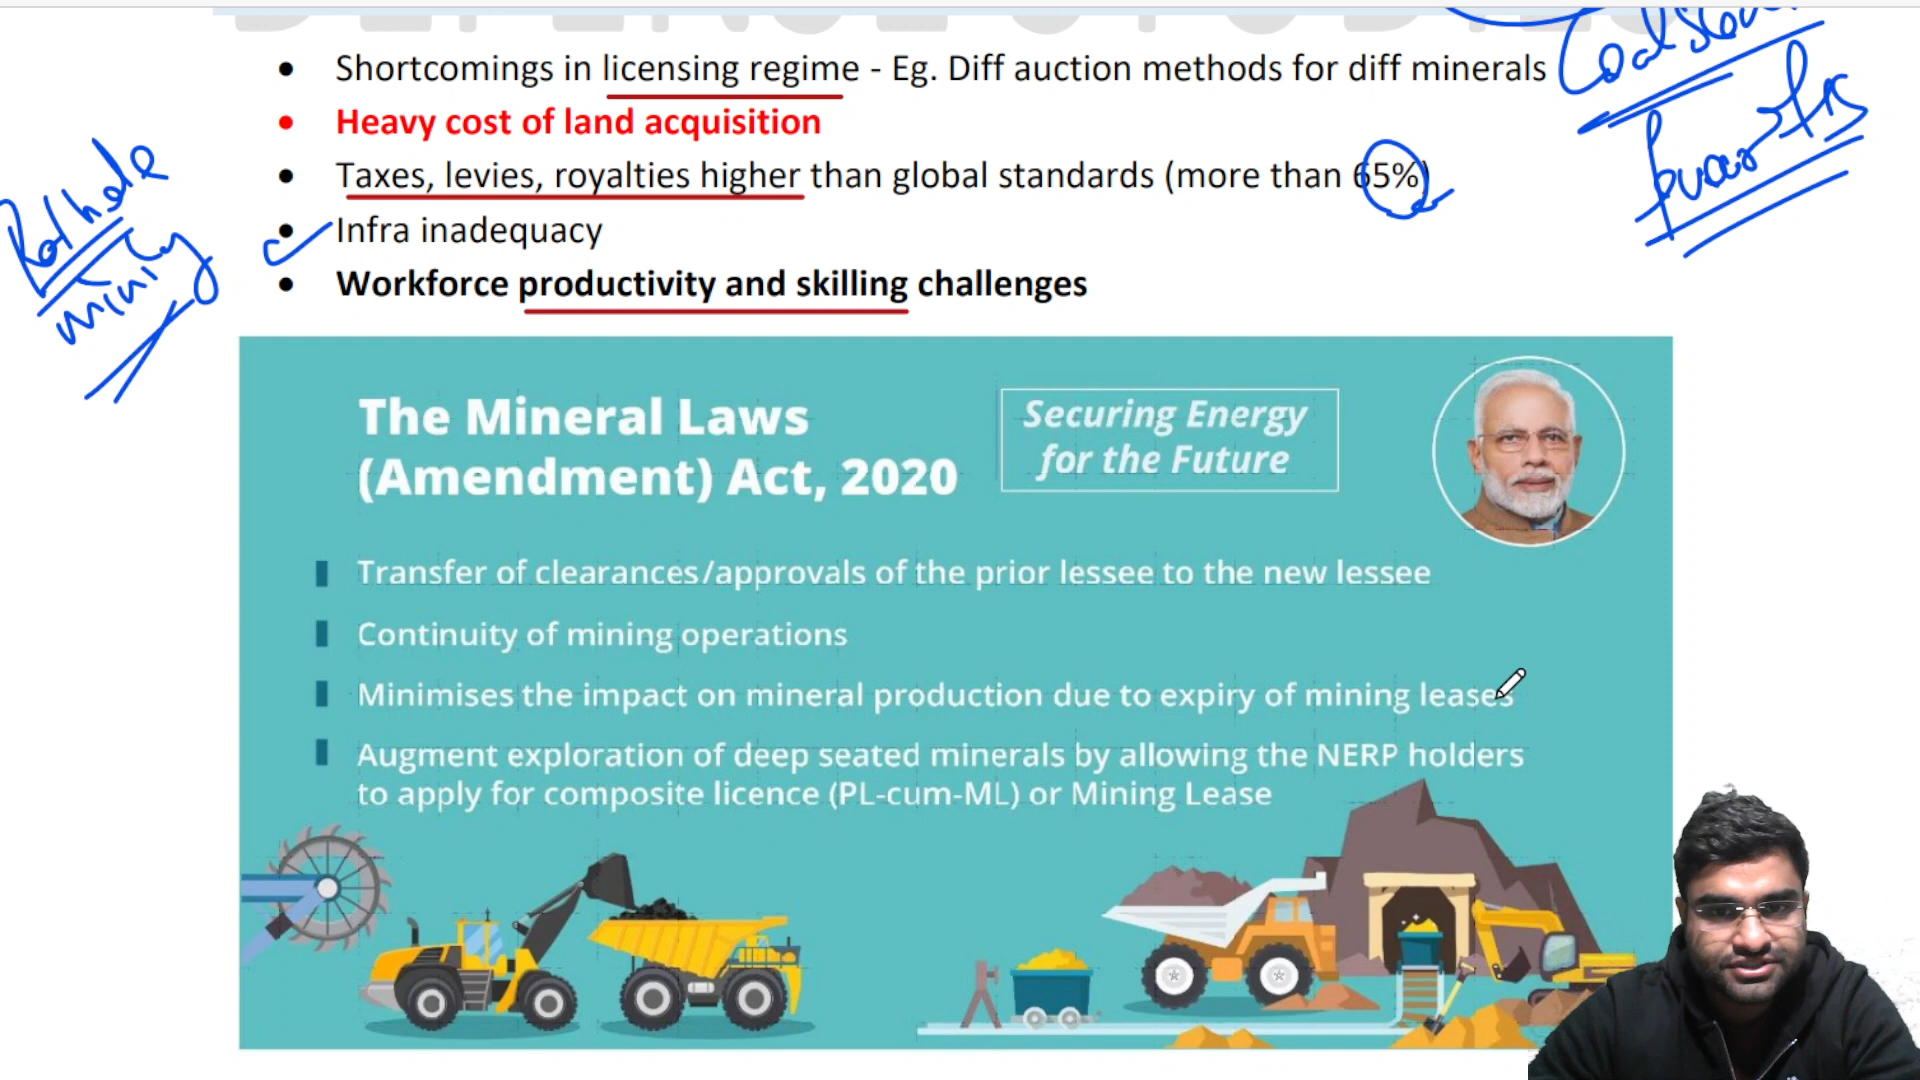 Shortcomings in licensing regime - Eg. Diff auction methods for diff minerals
Heavy cost of land acquisition
Taxes, levies, royalties higher than global standards (more than 65%)
Infra inadequacy
Workforce productivity and skilling challenges
Rathole
mining
Coal
The Mineral Laws
(Amendment) Act, 2020
Securing Energy
for the Future
Transfer of clearances/approvals of the prior lessee to the new lessee
Continuity of mining operations
Minimises the impact on mineral production due to expiry of mining leases
Augment exploration of deep seated minerals by allowing the NERP holders
to apply for composite licence (PL-cum-ML) or Mining Lease